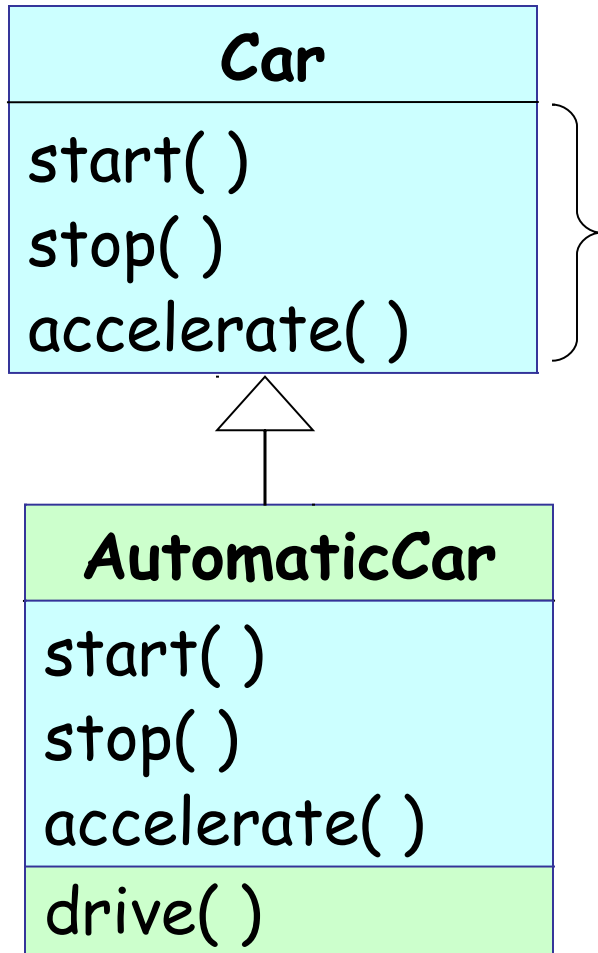 Car
start( )
stop( )
accelerate( )
AutomaticCar
start( )
stop( )
accelerate( )
drive( )